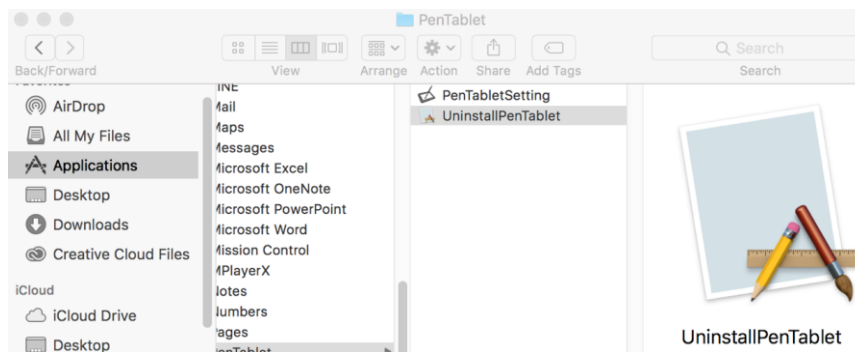 PenTablet
Back/Forward
View
Arrange
Action
Share
Add Tags
Search
Search
AirDrop
All My Files
Applications
Desktop
Downloads
Creative Cloud Files
iCloud
iCloud Drive
Desktop
Mail
Maps
Messages
Microsoft Excel
Microsoft OneNote
Microsoft PowerPoint
Microsoft Word
Mission Control
MPlayerX
Notes
Numbers
Pages
PenTablet
PenTabletSetting
UninstallPenTablet
UninstallPenTablet